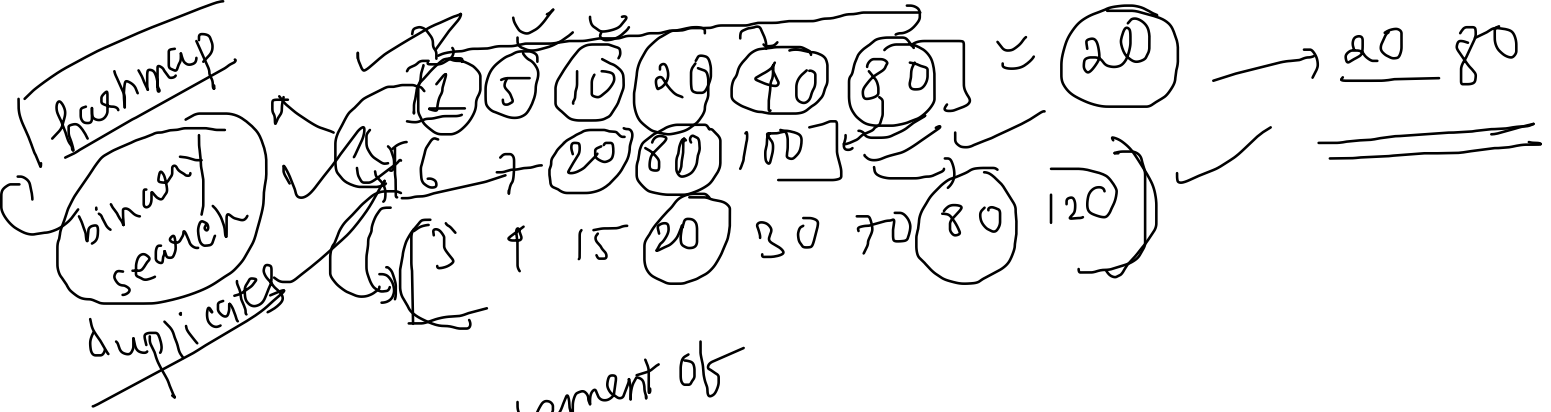 hashmap
[1 5 10 20 40 80] = 20 → 20 80
[6 7 20 80 100]
binary search
[3 4 15 20 30 70 80 120]
duplicates
of